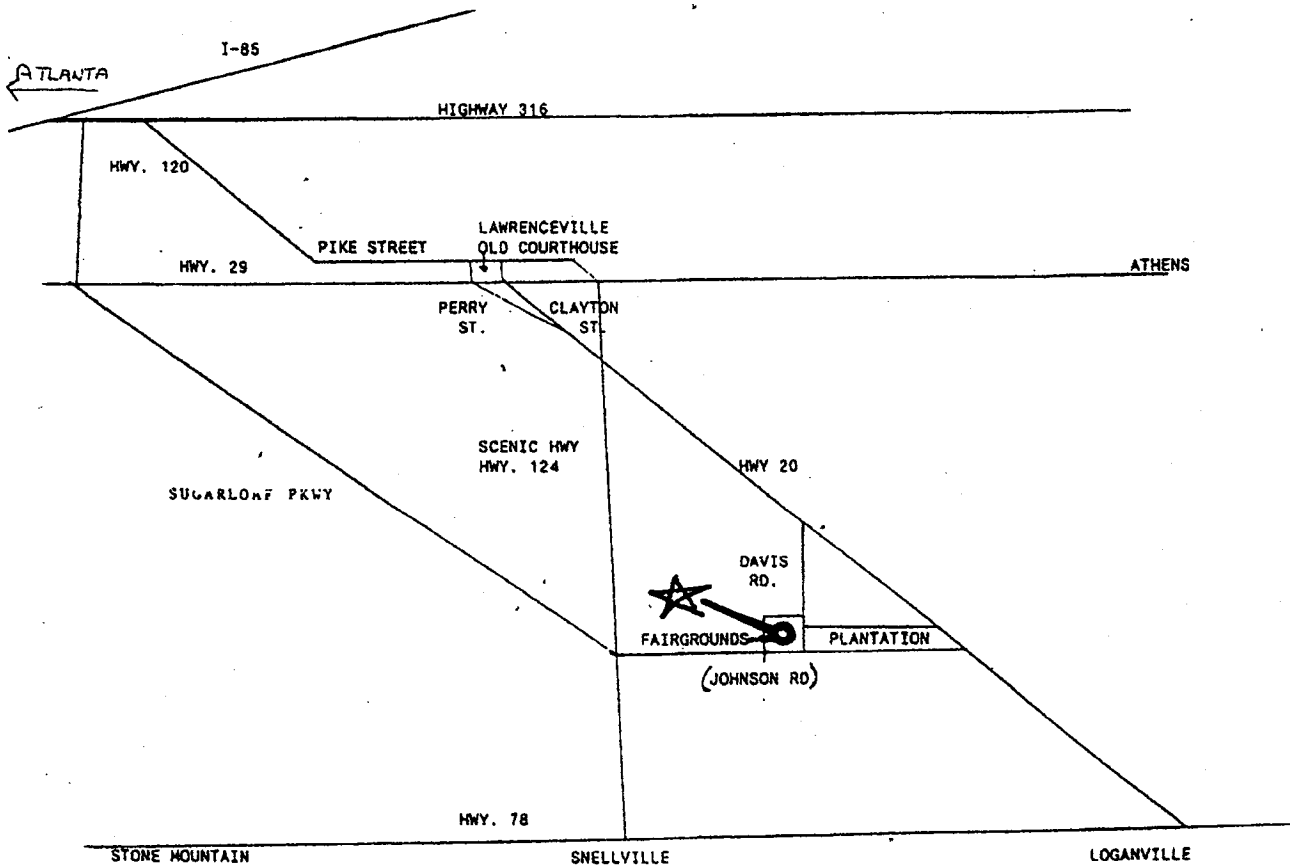 I-85
ATLANTA
HIGHWAY 316
HWY. 120
LAWRENCEVILLE
OLD COURTHOUSE
PIKE STREET
HWY. 29
ATHENS
PERRY
ST.
CLAYTON
ST.
SCENIC HWY
HWY. 124
HWY 20
SUGARLOAF PKWY
DAVIS
RD.
FAIRGROUNDS
PLANTATION
(JOHNSON RD)
HWY. 78
STONE MOUNTAIN
SNELLVILLE
LOGANVILLE